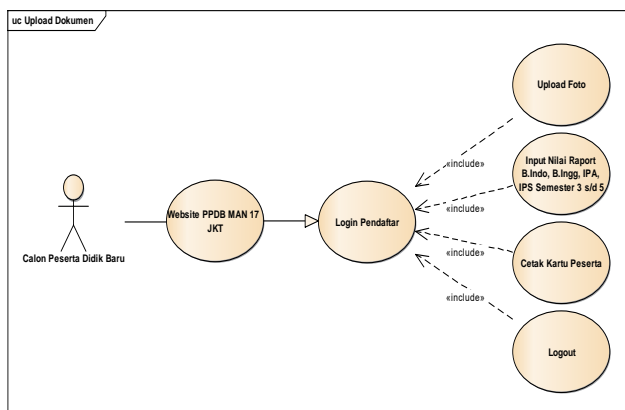 uc Upload Dokumen
Upload Foto
«include»
Input Nilai Raport
B.Indo, B.Ingg, IPA,
IPS Semester 3 s/d 5
«include»
Website PPDB MAN 17
JKT
Login Pendaftar
Calon Peserta Didik Baru
Cetak Kartu Peserta
«include»
«include»
Logout